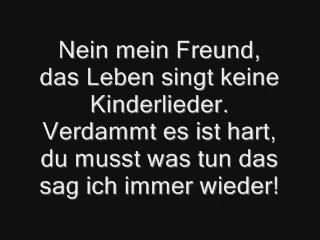 Nein mein Freund,
das Leben singt keine
Kinderlieder.
Verdammt es ist hart,
du musst was tun das
sag ich immer wieder!